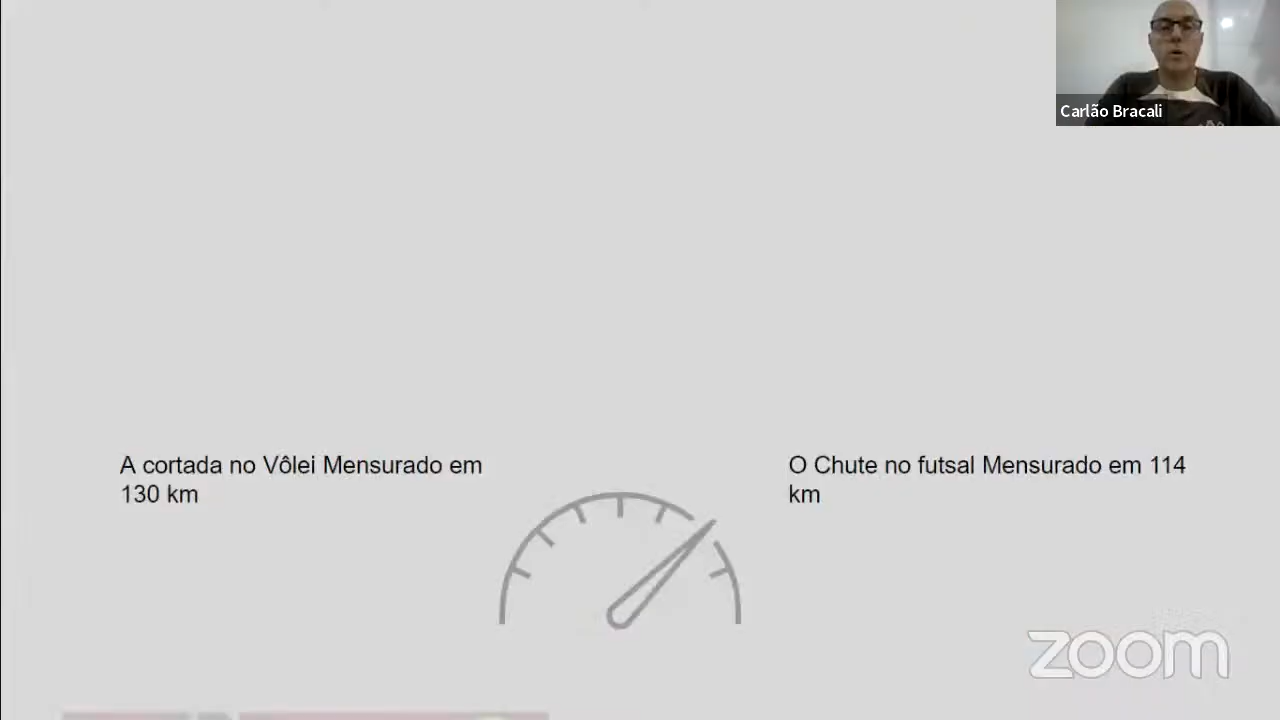 Carlão Bracali
A cortada no Vôlei Mensurado em
130 km
O Chute no futsal Mensurado em 114
km
zoom